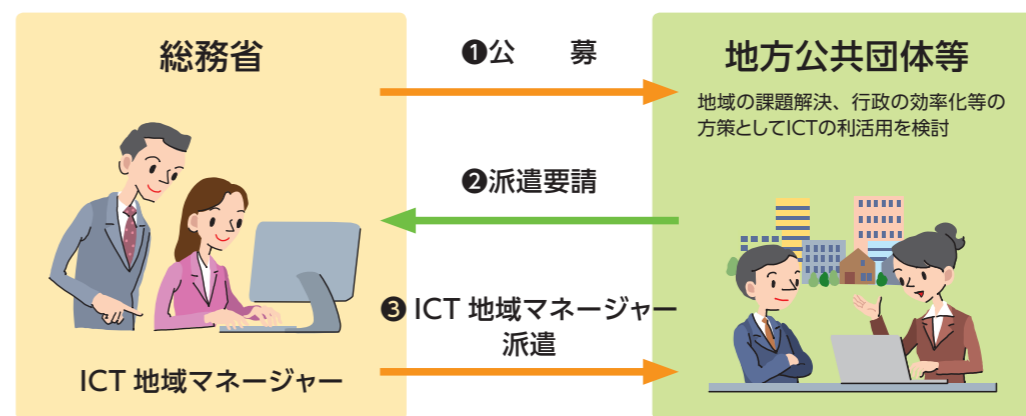 総務省
❶公　　募
地方公共団体等
地域の課題解決、行政の効率化等の
方策としてICTの利活用を検討
❷派遣要請
❸ICT 地域マネージャー
派遣
ICT 地域マネージャー